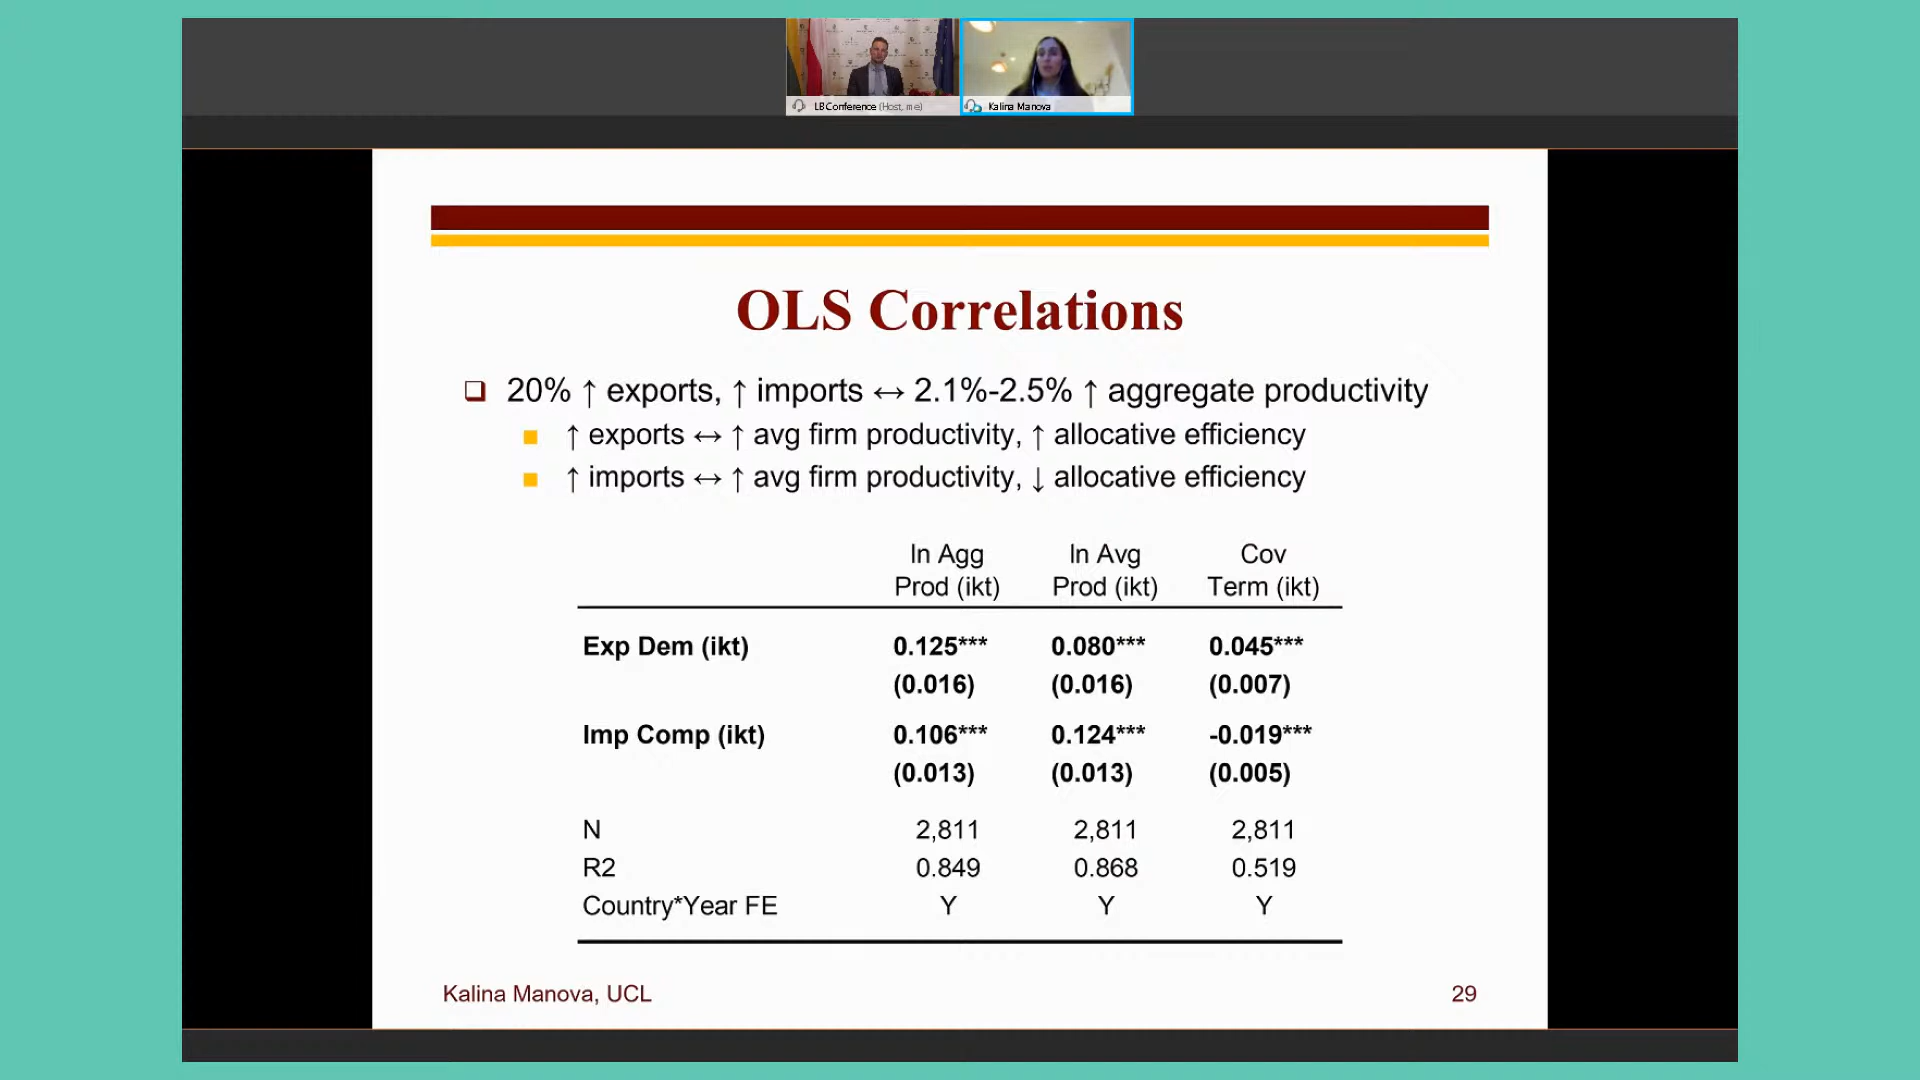 LB Conference (Host, me)
Kalina Manova
OLS Correlations
20% ↑ exports, ↑ imports ↔ 2.1%-2.5% ↑ aggregate productivity
↑ exports ↔ ↑ avg firm productivity, ↑ allocative efficiency
↑ imports ↔ ↑ avg firm productivity, ↓ allocative efficiency
ln Agg ln Avg Cov
Prod (ikt) Prod (ikt) Term (ikt)
Exp Dem (ikt) 0.125*** 0.080*** 0.045***
(0.016) (0.016) (0.007)
Imp Comp (ikt) 0.106*** 0.124*** -0.019***
(0.013) (0.013) (0.005)
N 2,811 2,811 2,811
R2 0.849 0.868 0.519
Country*Year FE Y Y Y
Kalina Manova, UCL 29